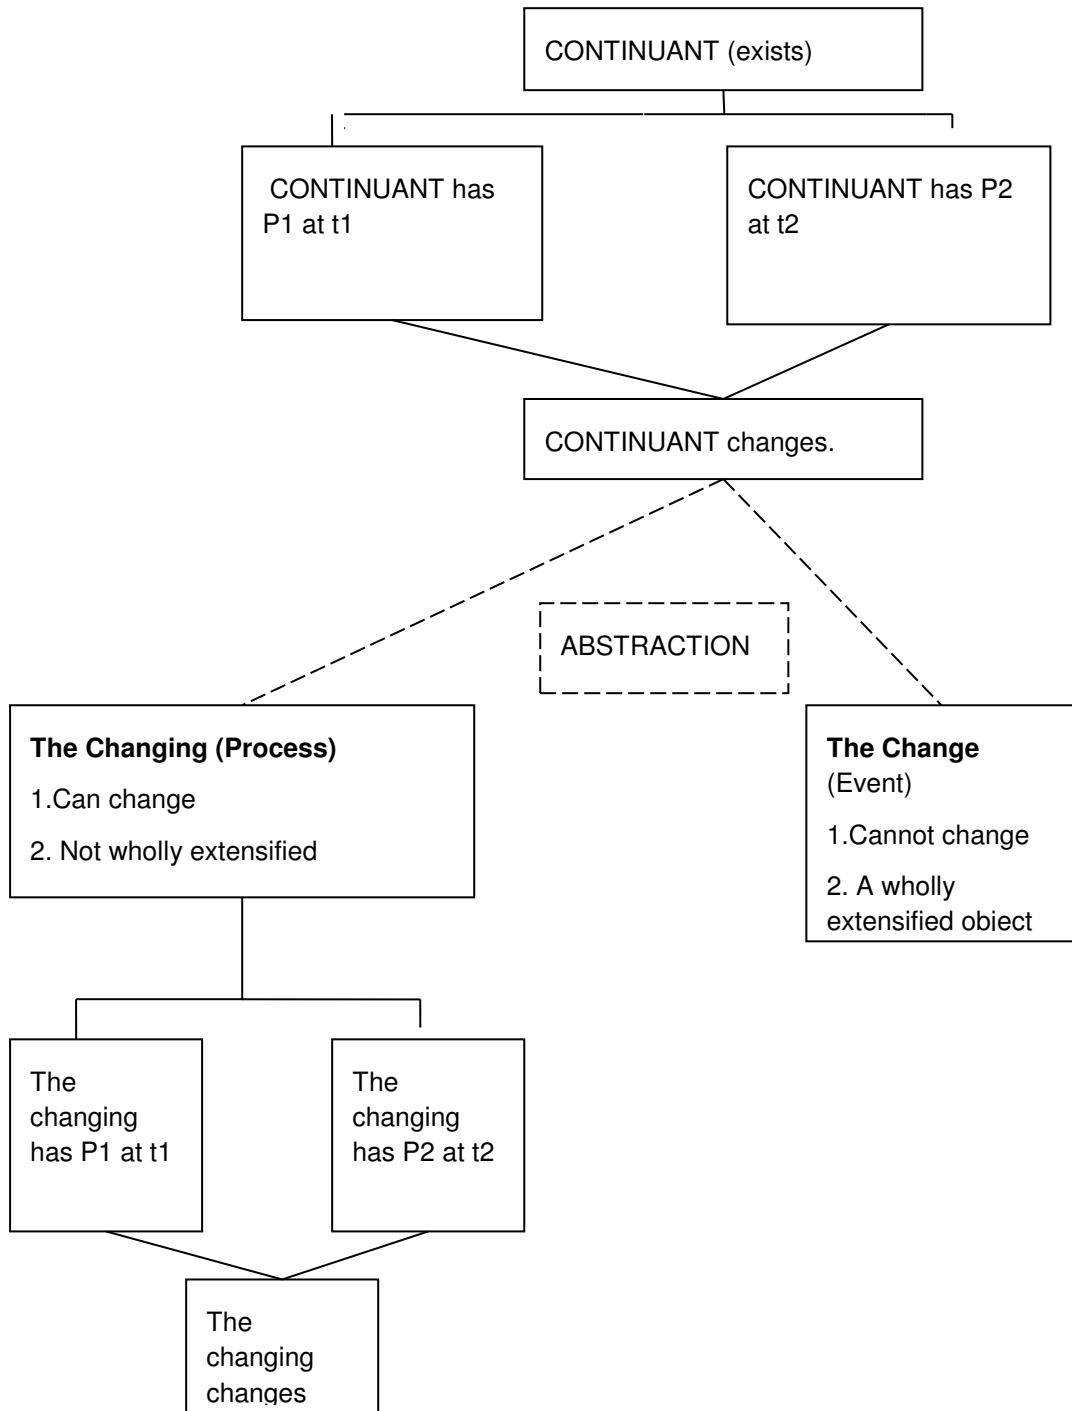 CONTINUANT (exists)
CONTINUANT has
P1 at t1
CONTINUANT has P2
at t2
CONTINUANT changes.
ABSTRACTION
The Changing (Process)
1.Can change
2. Not wholly extensified
The Change
(Event)
1.Cannot change
2. A wholly
extensified object
The
changing
has P1 at t1
The
changing
has P2 at t2
The
changing
changes